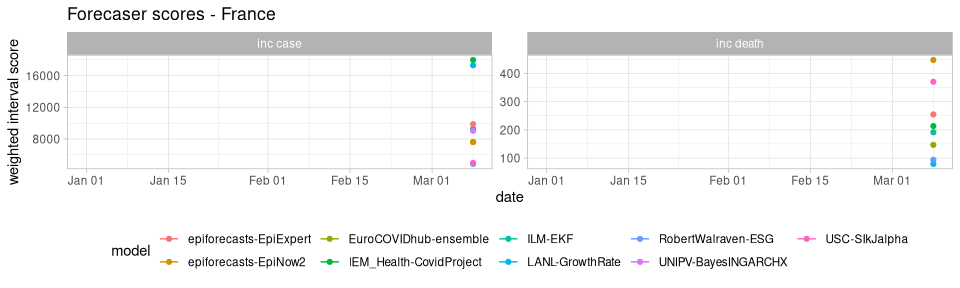 Forecaser scores - France
inc case
inc death
weighted interval score
16000
12000
8000
400
300
200
100
Jan 01
Jan 15
Feb 01
Feb 15
Mar 01
Jan 01
Jan 15
Feb 01
Feb 15
Mar 01
date
model
epiforecasts-EpiExpert
EuroCOVIDhub-ensemble
ILM-EKF
RobertWalraven-ESG
USC-SIkJalpha
epiforecasts-EpiNow2
IEM_Health-CovidProject
LANL-GrowthRate
UNIPV-BayesINGARCHX